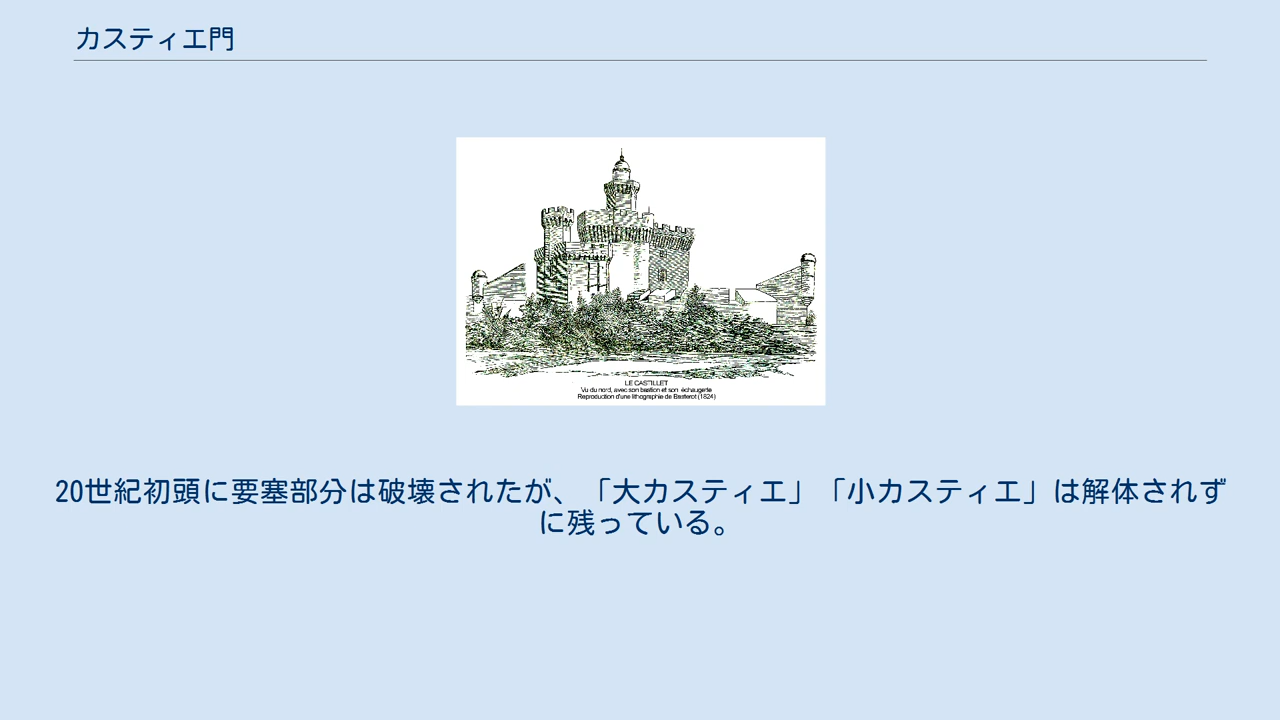 カスティエ門
LE CASTILLET
Vu du nord, avec son bastion et son échaugette
Reproduction d'une lithographie de Basterot (1824)
20世紀初頭に要塞部分は破壊されたが、「大カスティエ」「小カスティエ」は解体されず
に残っている。